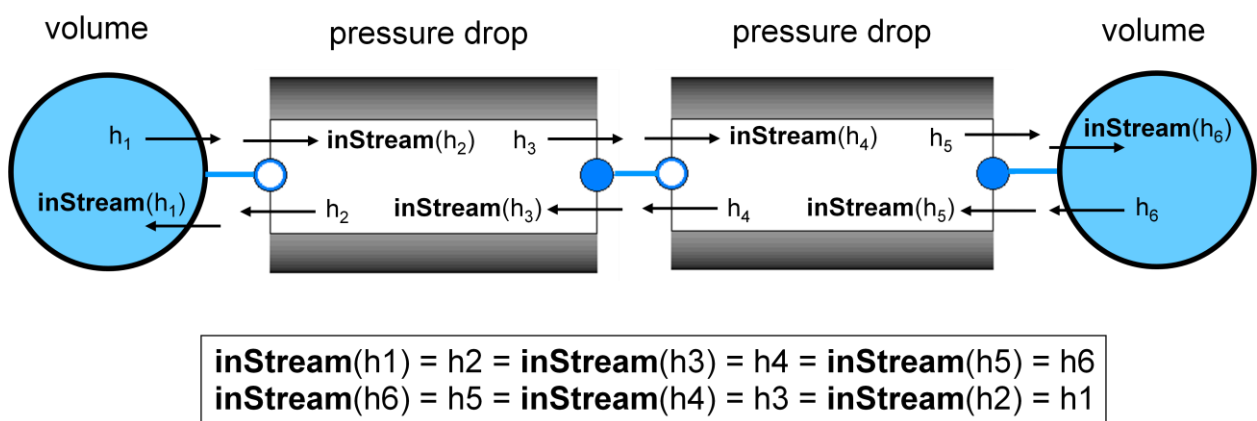 volume
pressure drop
pressure drop
volume
h1
inStream(h2)
h3
inStream(h4)
h5
inStream(h6)
inStream(h1)
h2
inStream(h3)
h4
inStream(h5)
h6
inStream(h1) = h2 = inStream(h3) = h4 = inStream(h5) = h6
inStream(h6) = h5 = inStream(h4) = h3 = inStream(h2) = h1